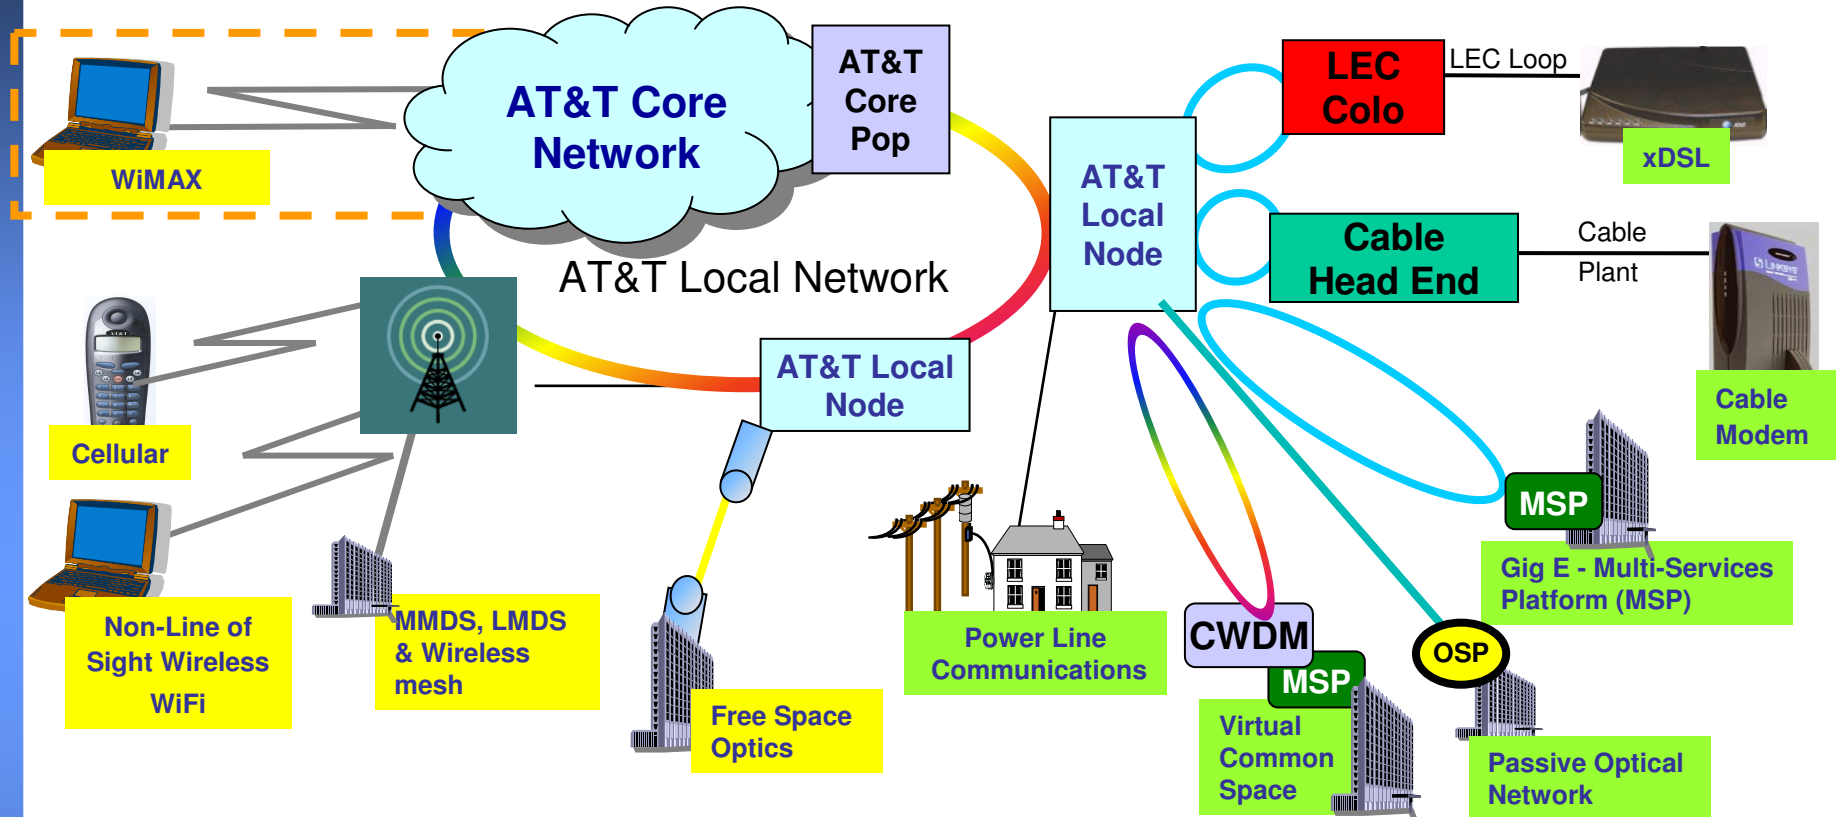 AT&T Core
Network
AT&T
Core
Pop
LEC
Colo
LEC Loop
xDSL
WiMAX
AT&T
Local
Node
Cable
Head End
Cable
Plant
LINKSYS
AT&T Local Network
AT&T
Cellular
AT&T Local
Node
Cable
Modem
MSP
Gig E - Multi-Services
Platform (MSP)
Non-Line of
Sight Wireless
WiFi
MMDS, LMDS
& Wireless
mesh
Free Space
Optics
Power Line
Communications
CWDM
MSP
Virtual
Common
Space
OSP
Passive Optical
Network